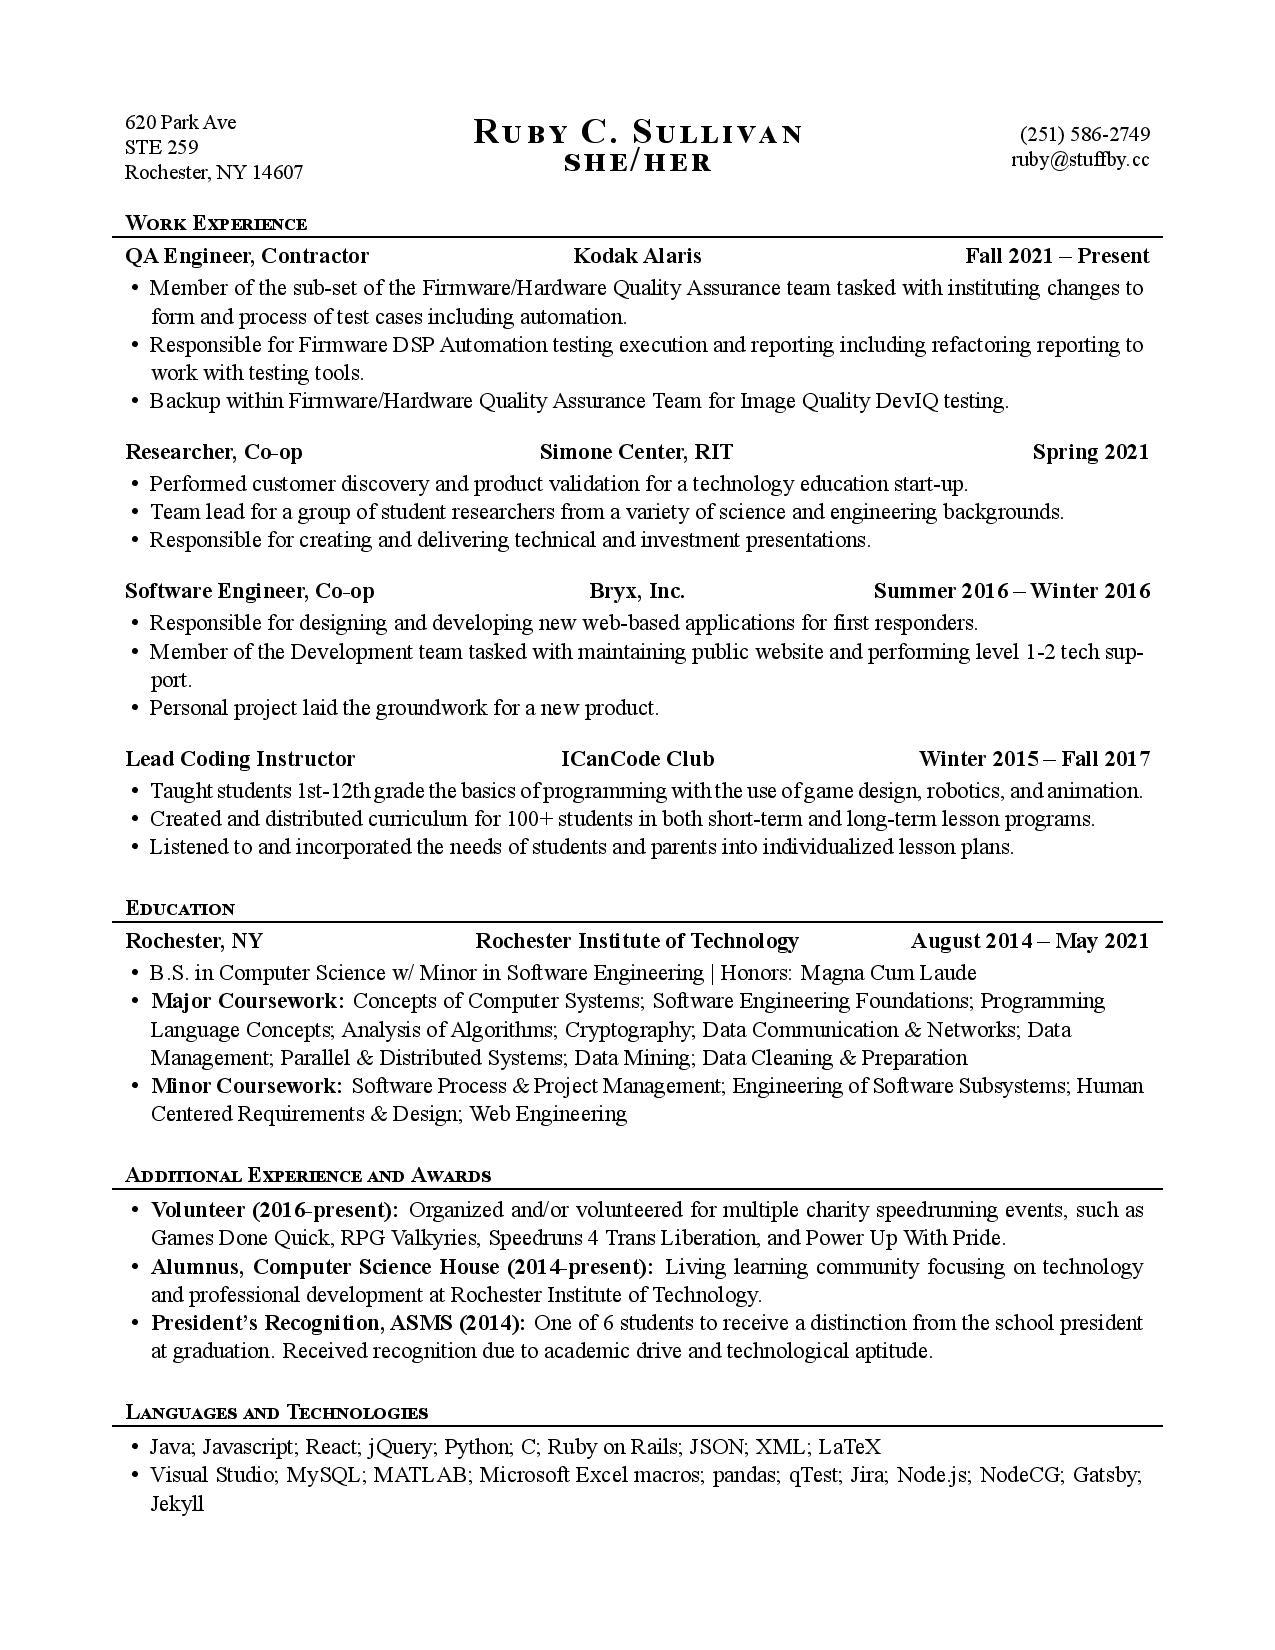 620 Park Ave
STE 259
Rochester, NY 14607
Ruby C. Sullivan
she/her
(251) 586-2749
ruby@stuffby.cc
Work Experience
QA Engineer, Contractor Kodak Alaris Fall 2021 – Present
• Member of the sub-set of the Firmware/Hardware Quality Assurance team tasked with instituting changes to
form and process of test cases including automation.
• Responsible for Firmware DSP Automation testing execution and reporting including refactoring reporting to
work with testing tools.
• Backup within Firmware/Hardware Quality Assurance Team for Image Quality DevIQ testing.
Researcher, Co-op Simone Center, RIT Spring 2021
• Performed customer discovery and product validation for a technology education start-up.
• Team lead for a group of student researchers from a variety of science and engineering backgrounds.
• Responsible for creating and delivering technical and investment presentations.
Software Engineer, Co-op Bryx, Inc. Summer 2016 – Winter 2016
• Responsible for designing and developing new web-based applications for first responders.
• Member of the Development team tasked with maintaining public website and performing level 1-2 tech sup-
port.
• Personal project laid the groundwork for a new product.
Lead Coding Instructor ICanCode Club Winter 2015 – Fall 2017
• Taught students 1st-12th grade the basics of programming with the use of game design, robotics, and animation.
• Created and distributed curriculum for 100+ students in both short-term and long-term lesson programs.
• Listened to and incorporated the needs of students and parents into individualized lesson plans.
Education
Rochester, NY Rochester Institute of Technology August 2014 – May 2021
• B.S. in Computer Science w/ Minor in Software Engineering | Honors: Magna Cum Laude
• Major Coursework: Concepts of Computer Systems; Software Engineering Foundations; Programming
Language Concepts; Analysis of Algorithms; Cryptography; Data Communication & Networks; Data
Management; Parallel & Distributed Systems; Data Mining; Data Cleaning & Preparation
• Minor Coursework: Software Process & Project Management; Engineering of Software Subsystems; Human
Centered Requirements & Design; Web Engineering
Additional Experience and Awards
• Volunteer (2016-present): Organized and/or volunteered for multiple charity speedrunning events, such as
Games Done Quick, RPG Valkyries, Speedruns 4 Trans Liberation, and Power Up With Pride.
• Alumnus, Computer Science House (2014-present): Living learning community focusing on technology
and professional development at Rochester Institute of Technology.
• President's Recognition, ASMS (2014): One of 6 students to receive a distinction from the school president
at graduation. Received recognition due to academic drive and technological aptitude.
Languages and Technologies
• Java; Javascript; React; jQuery; Python; C; Ruby on Rails; JSON; XML; LaTeX
• Visual Studio; MySQL; MATLAB; Microsoft Excel macros; pandas; qTest; Jira; Node.js; NodeCG; Gatsby;
Jekyll